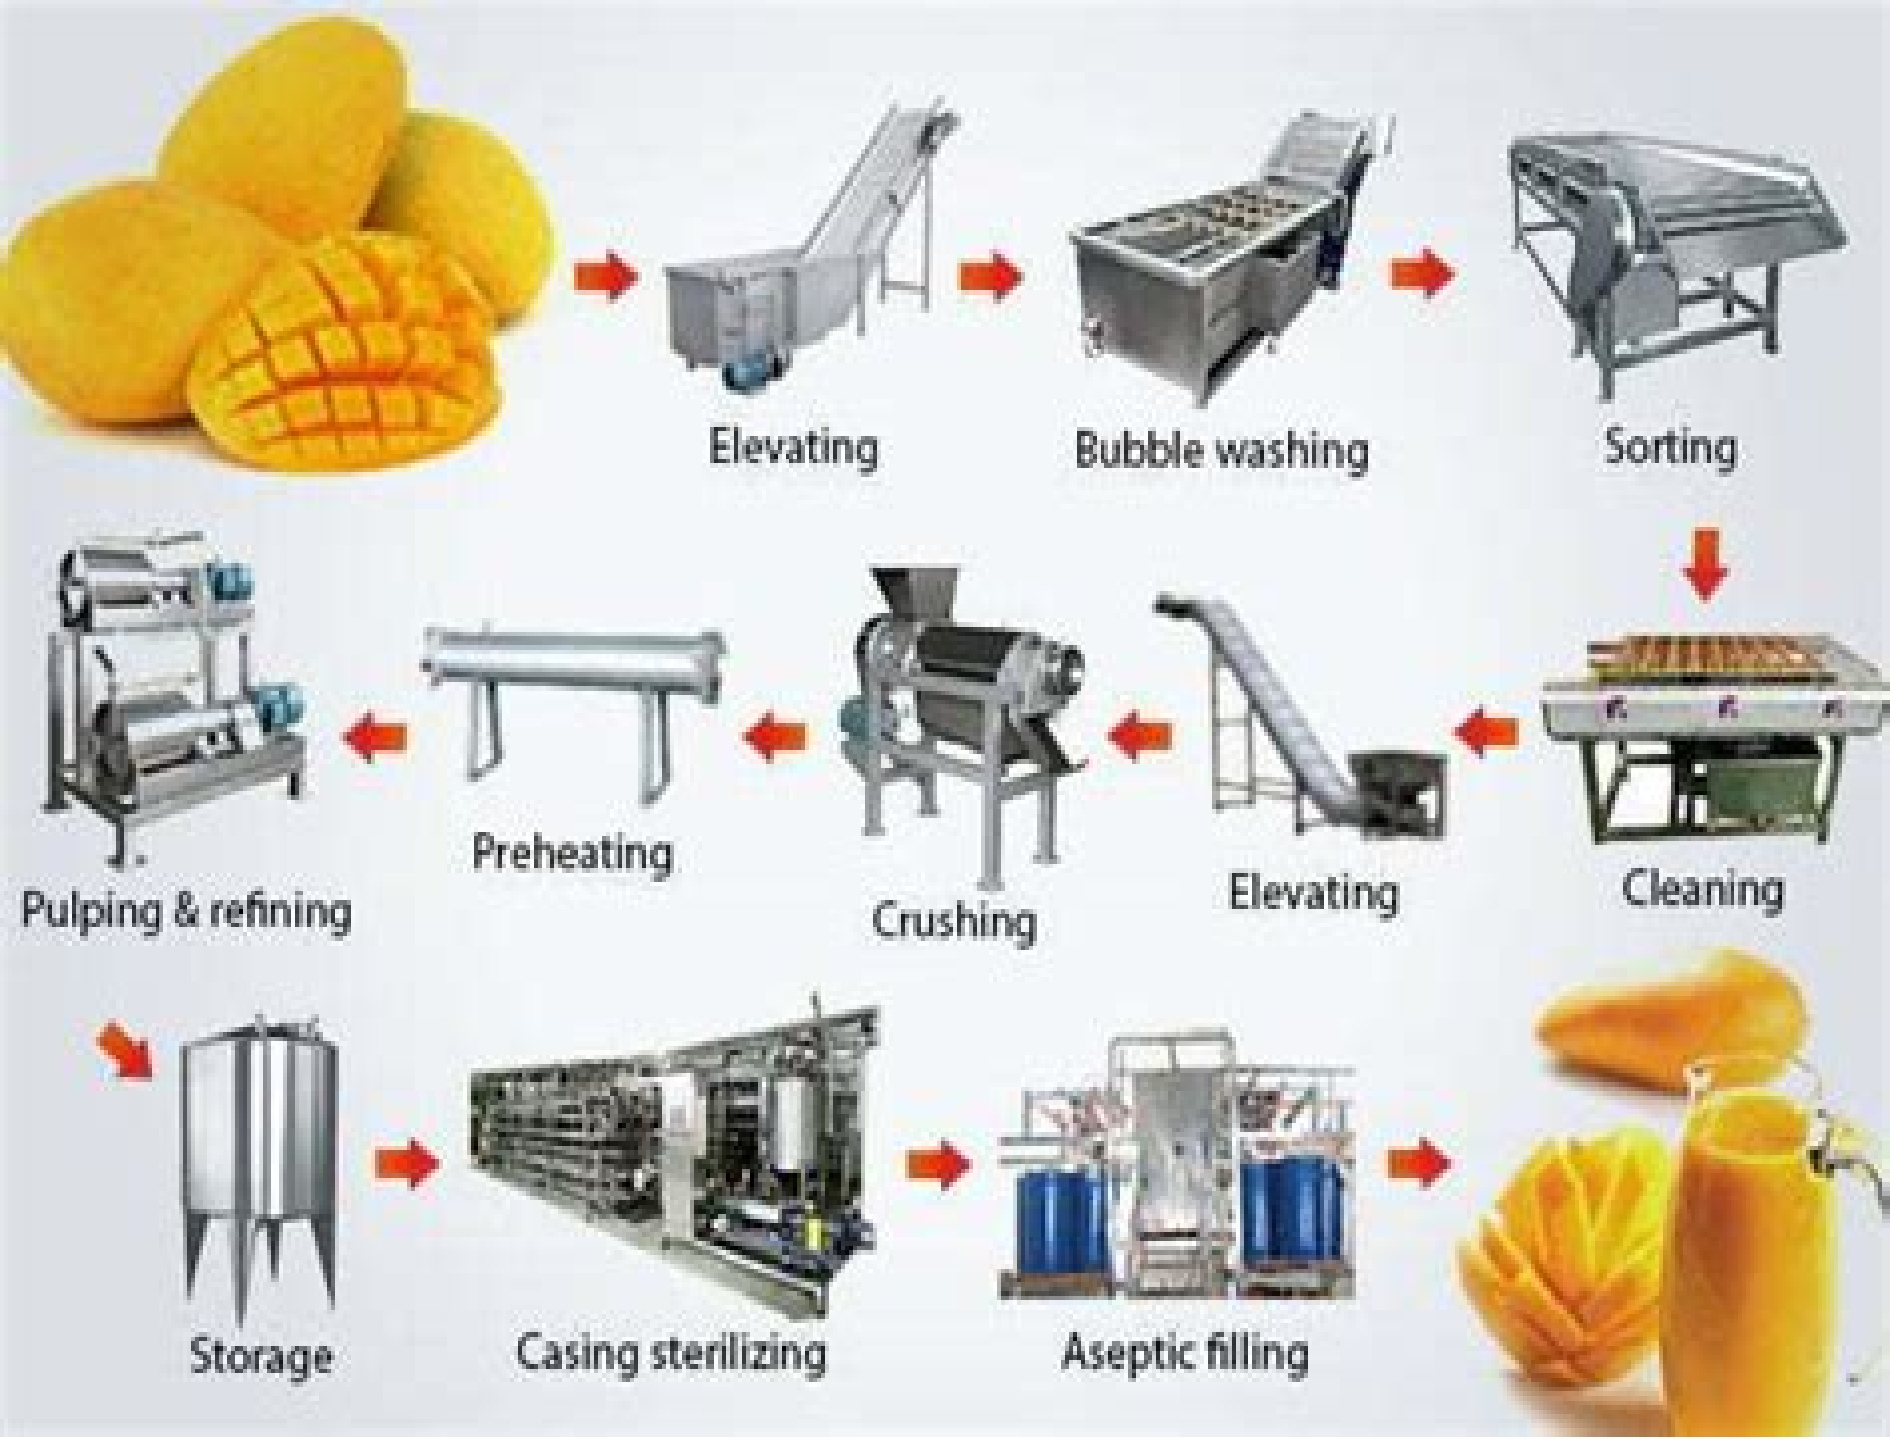 Elevating
Bubble washing
Sorting
Cleaning
Elevating
Crushing
Preheating
Pulping & refining
Storage
Casing sterilizing
Aseptic filling